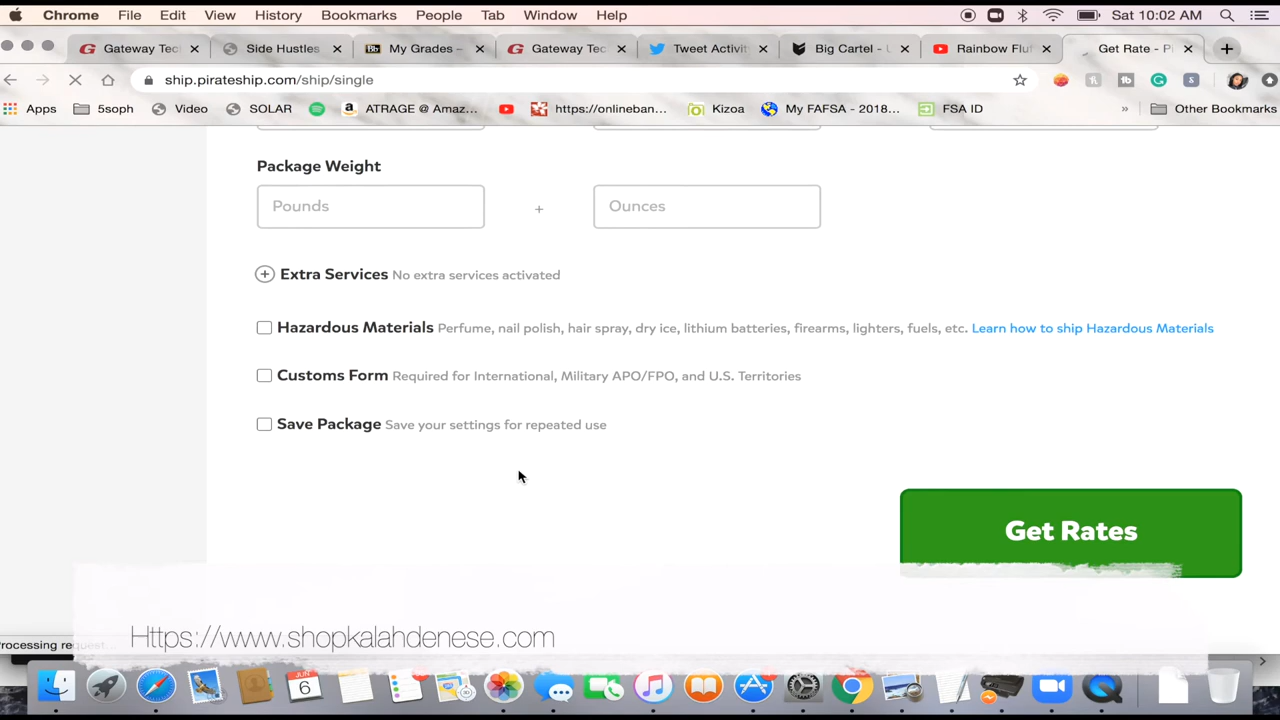 Chrome File Edit View History Bookmarks People Tab Window Help Sat 10:02 AM
Gateway Tec Side Hustles My Grades – Gateway Tec Tweet Activit Big Cartel - U Rainbow Fluf Get Rate - Pi
ship.pirateship.com/ship/single
Apps 5soph Video SOLAR ATRAGE @ Amaz... https://onlineban... Kizoa My FAFSA - 2018... FSA ID » Other Bookmarks
Package Weight
Pounds + Ounces
Extra Services No extra services activated
Hazardous Materials Perfume, nail polish, hair spray, dry ice, lithium batteries, firearms, lighters, fuels, etc. Learn how to ship Hazardous Materials
Customs Form Required for International, Military APO/FPO, and U.S. Territories
Save Package Save your settings for repeated use
Get Rates
Https://www.shopkalahdenese.com
Processing request
JUN
6